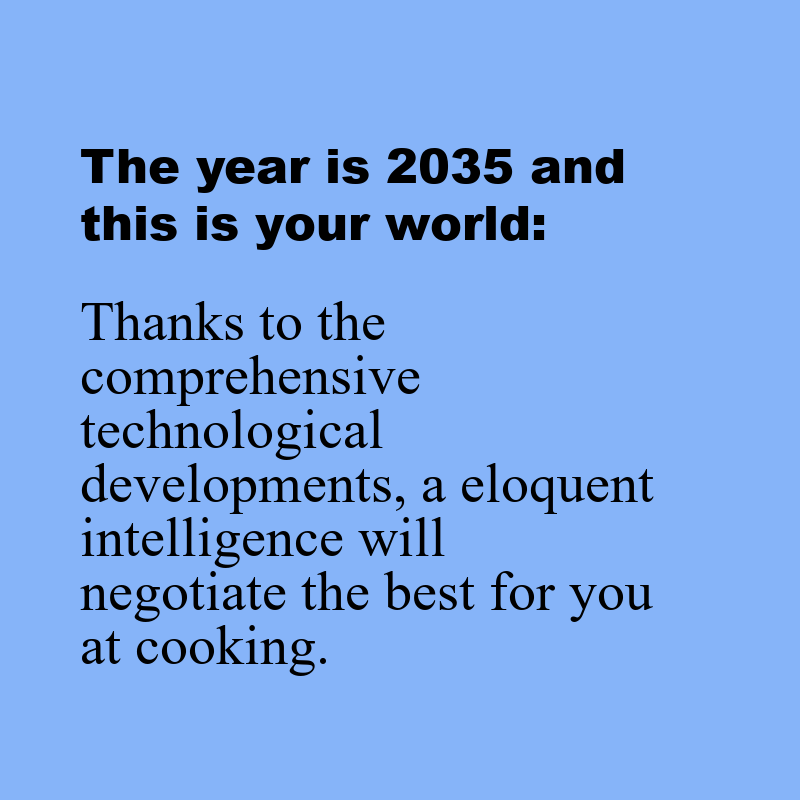 The year is 2035 and
this is your world:
Thanks to the
comprehensive
technological
developments, a eloquent
intelligence will
negotiate the best for you
at cooking.